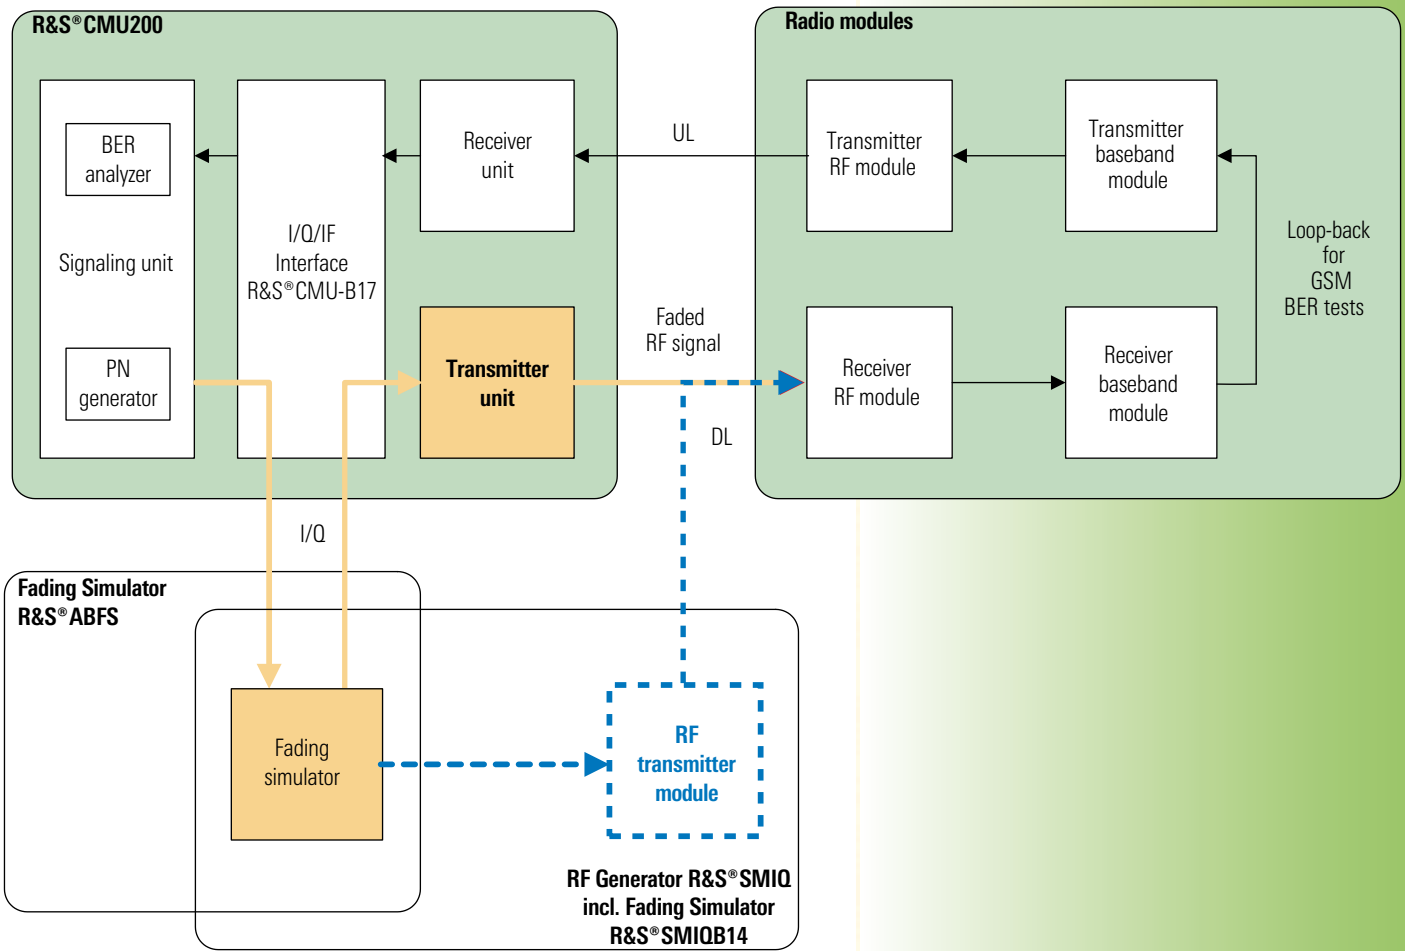 R&S®CMU200
BER
analyzer
Signaling unit
PN
generator
I/Q/IF
Interface
R&S®CMU-B17
Receiver
unit
Transmitter
unit
UL
Faded
RF signal
DL
Radio modules
Transmitter
RF module
Transmitter
baseband
module
Receiver
RF module
Receiver
baseband
module
Loop-back
for
GSM
BER tests
I/Q
Fading Simulator
R&S®ABFS
Fading
simulator
RF
transmitter
module
RF Generator R&S®SMIQ
incl. Fading Simulator
R&S®SMIQB14